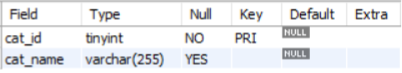 Field Type Null Key Default Extra
cat_id tinyint NO PRI NULL
cat_name varchar(255) YES NULL